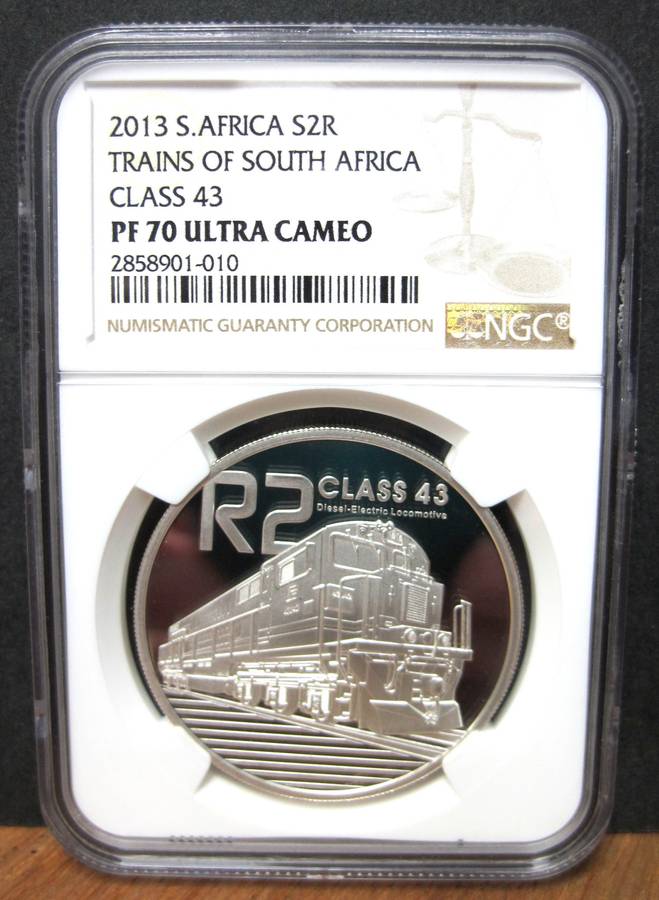 2013 S.AFRICA S2R
TRAINS OF SOUTH AFRICA
CLASS 43
PF 70 ULTRA CAMEO
2858901-010
NUMISMATIC GUARANTY CORPORATION
NGC®
R2
CLASS 43
Diesel-Electric Locomotive